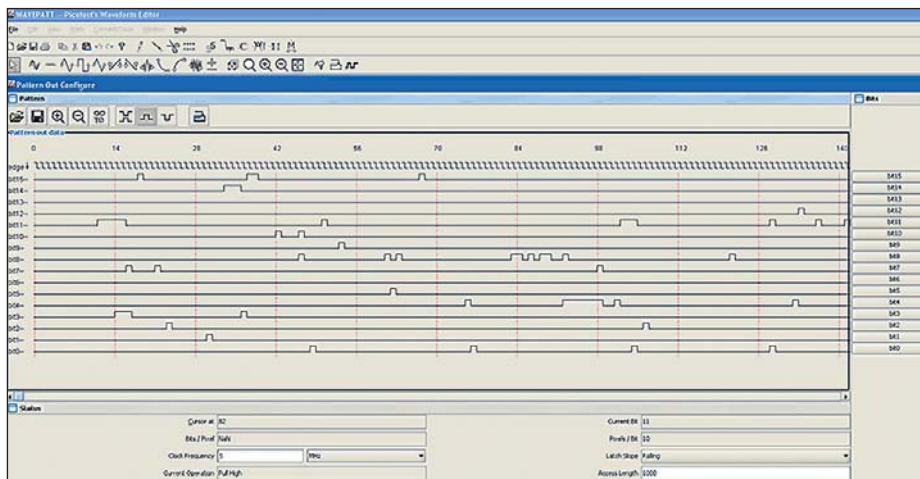 WAVEPATT -- Picotest's Waveform Editor
Help
Pattern Out Configure
Pattern
Bits
GO TO
Pattern out data
0 14 28 42 56 70 84 98 112 126 140
edge
bit15
bit14
bit13
bit12
bit11
bit10
bit9
bit8
bit7
bit6
bit5
bit4
bit3
bit2
bit1
bit0
bit15
bit14
bit13
bit12
bit11
bit10
bit9
bit8
bit7
bit6
bit5
bit4
bit3
bit2
bit1
bit0
Status
Cursor at 82
Current Bit 11
Bits / Pixel NaN
Pixels / Bit 10
Clock Frequency 5 MHz
Latch Slope Falling
Current Operation Pull High
Access Length 1000